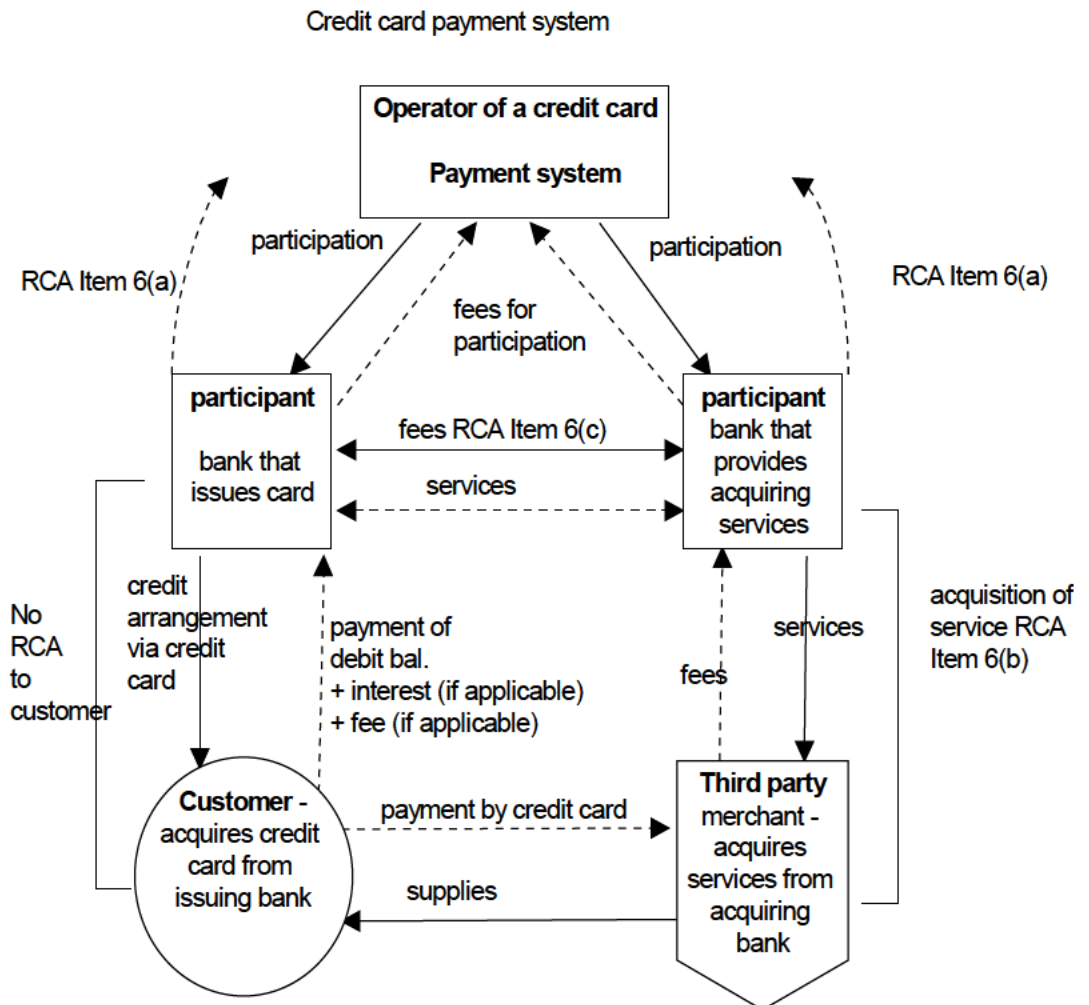 Credit card payment system
Operator of a credit card
Payment system
participation
participation
RCA Item 6(a)
RCA Item 6(a)
fees for
participation
participant
bank that
issues card
fees RCA Item 6(c)
services
participant
bank that
provides
acquiring
services
No
RCA
to
customer
credit
arrangement
via credit
card
payment of
debit bal.
+ interest (if applicable)
+ fee (if applicable)
fees
services
acquisition of
service RCA
Item 6(b)
Customer -
acquires credit
card from
issuing bank
payment by credit card
supplies
Third party
merchant -
acquires
services from
acquiring
bank